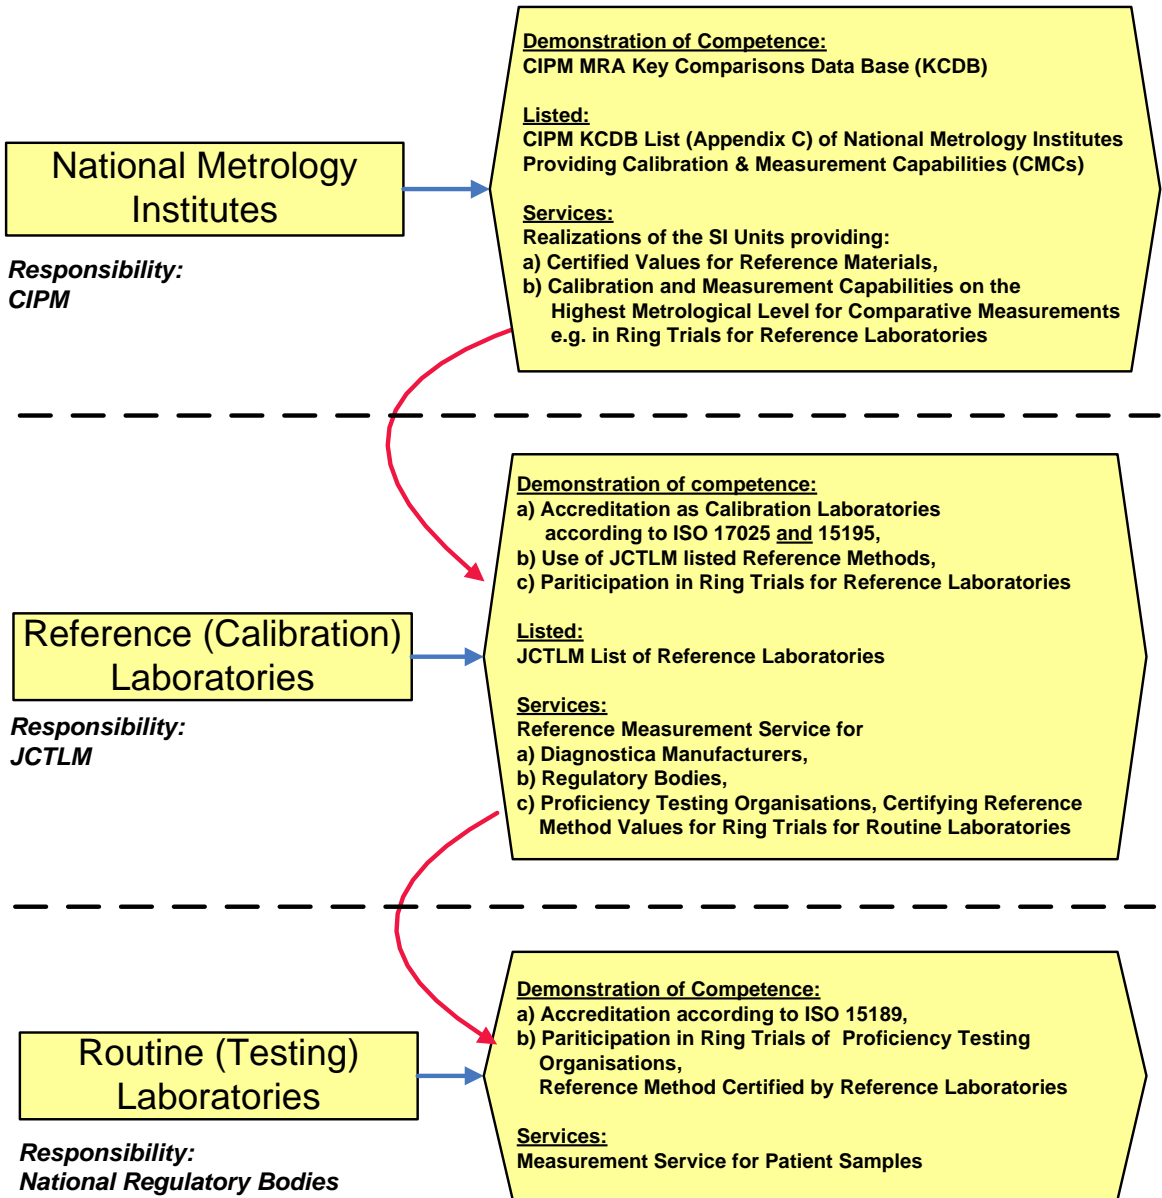 National Metrology
Institutes
Responsibility:
CIPM
Demonstration of Competence:
CIPM MRA Key Comparisons Data Base (KCDB)
Listed:
CIPM KCDB List (Appendix C) of National Metrology Institutes
Providing Calibration & Measurement Capabilities (CMCs)
Services:
Realizations of the SI Units providing:
a) Certified Values for Reference Materials,
b) Calibration and Measurement Capabilities on the
Highest Metrological Level for Comparative Measurements
e.g. in Ring Trials for Reference Laboratories
Reference (Calibration)
Laboratories
Responsibility:
JCTLM
Demonstration of competence:
a) Accreditation as Calibration Laboratories
according to ISO 17025 and 15195,
b) Use of JCTLM listed Reference Methods,
c) Pariticipation in Ring Trials for Reference Laboratories
Listed:
JCTLM List of Reference Laboratories
Services:
Reference Measurement Service for
a) Diagnostica Manufacturers,
b) Regulatory Bodies,
c) Proficiency Testing Organisations, Certifying Reference
Method Values for Ring Trials for Routine Laboratories
Routine (Testing)
Laboratories
Responsibility:
National Regulatory Bodies
Demonstration of Competence:
a) Accreditation according to ISO 15189,
b) Pariticipation in Ring Trials of Proficiency Testing
Organisations,
Reference Method Certified by Reference Laboratories
Services:
Measurement Service for Patient Samples